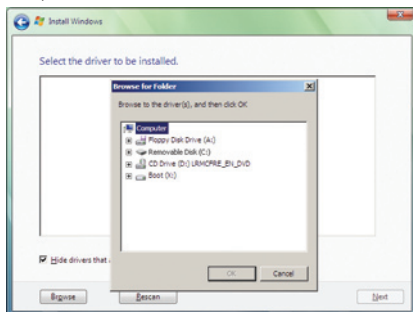 Install Windows
Select the driver to be installed.
Browse for Folder
Browse to the driver(s), and then click OK.
Computer
Floppy Disk Drive (A:)
Removable Disk (C:)
CD Drive (D:) LRMCFRE_EN_DVD
Boot (X:)
Hide drivers that
OK
Cancel
Browse
Rescan
Next